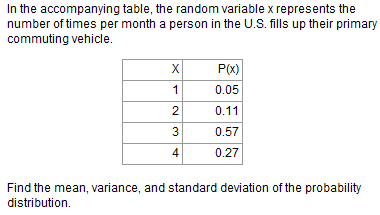 In the accompanying table, the random variable x represents the
number of times per month a person in the U.S. fills up their primary
commuting vehicle.
X P(x)
1 0.05
2 0.11
3 0.57
4 0.27
Find the mean, variance, and standard deviation of the probability
distribution.